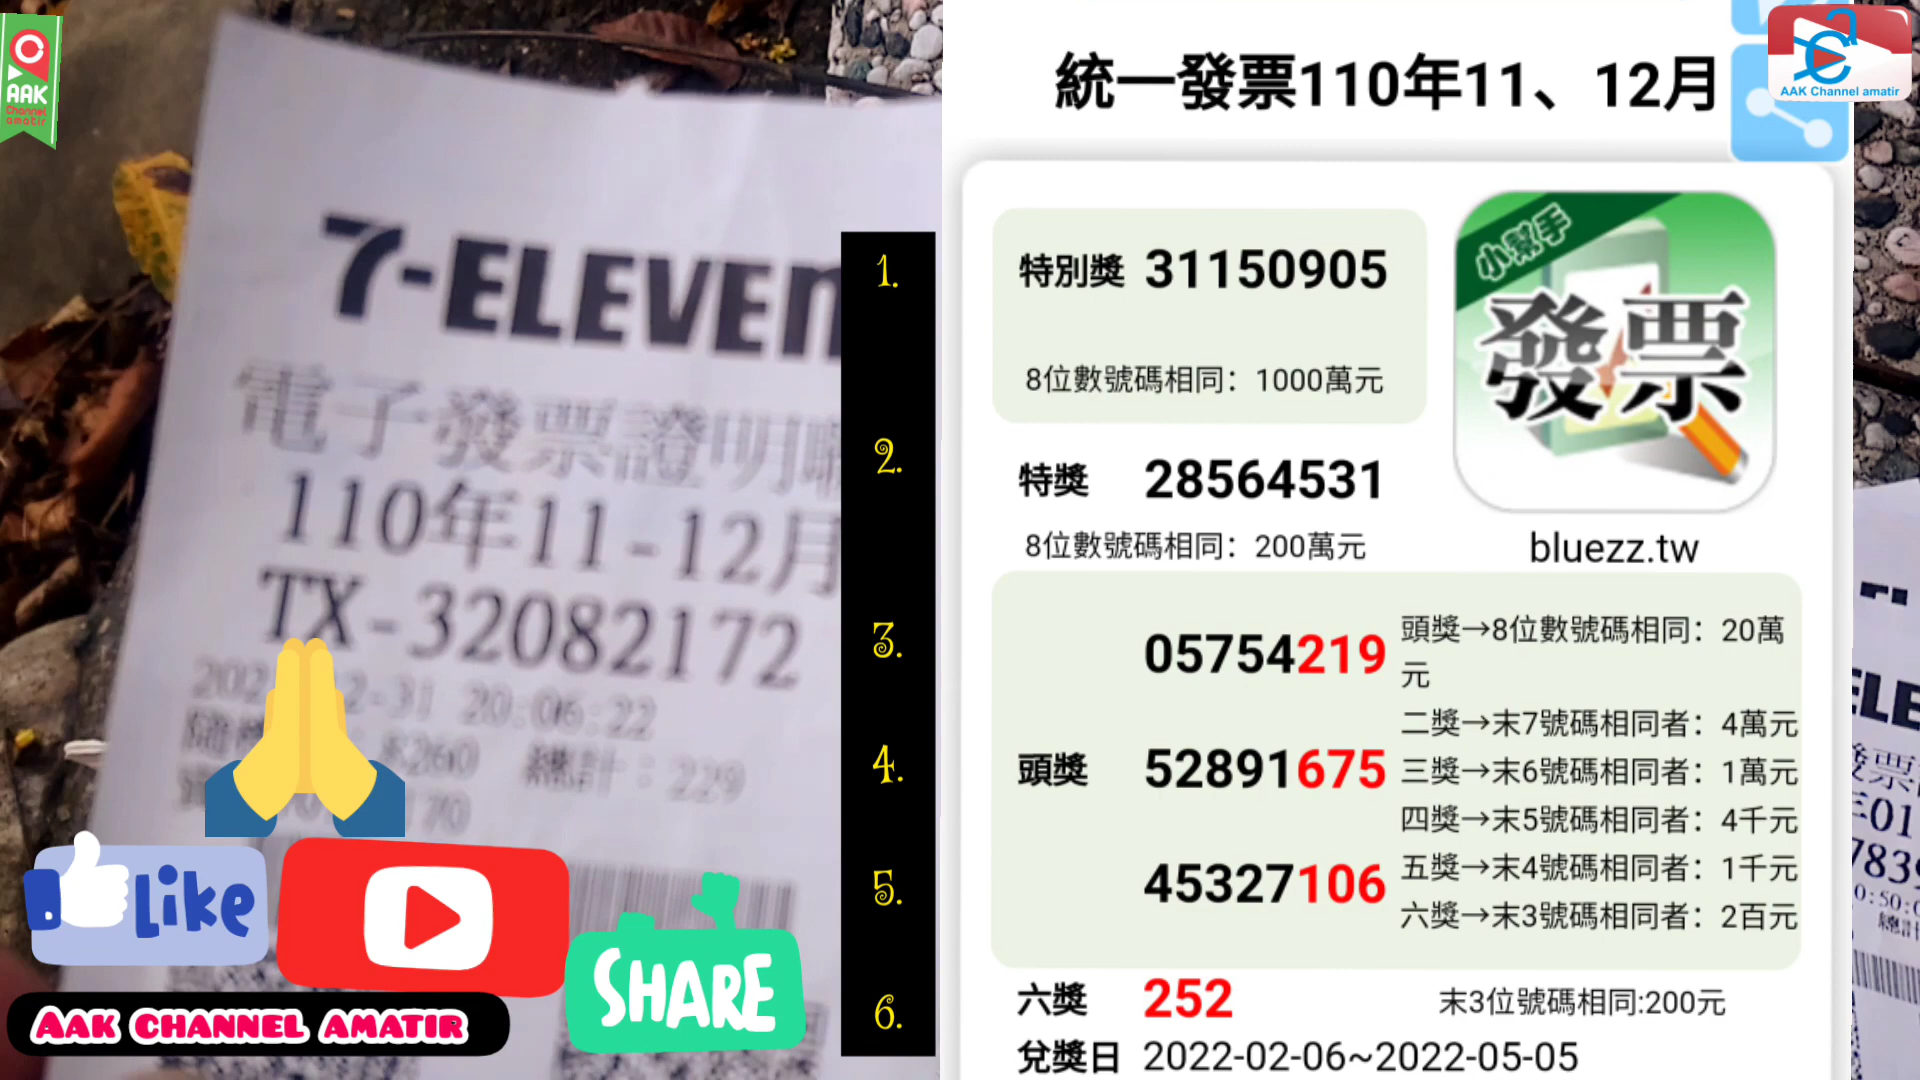 AAK
Channel
amatir
7-ELEVEn
電子發票證明聯
110年11-12月
TX-32082172
2-31 20:06:22
總計：229
Like
SHARE
AAK CHANNEL AMATIR
1.
2.
3.
4.
5.
6.
統一發票110年11、12月
AAK Channel amatir
特別獎 31150905
8位數號碼相同：1000萬元
小幫手
發票
bluezz.tw
特獎 28564531
8位數號碼相同：200萬元
頭獎
05754219
52891675
45327106
頭獎→8位數號碼相同：20萬
元
二獎→末7號碼相同者：4萬元
三獎→末6號碼相同者：1萬元
四獎→末5號碼相同者：4千元
五獎→末4號碼相同者：1千元
六獎→末3號碼相同者：2百元
六獎 252 末3位號碼相同:200元
兌獎日 2022-02-06~2022-05-05